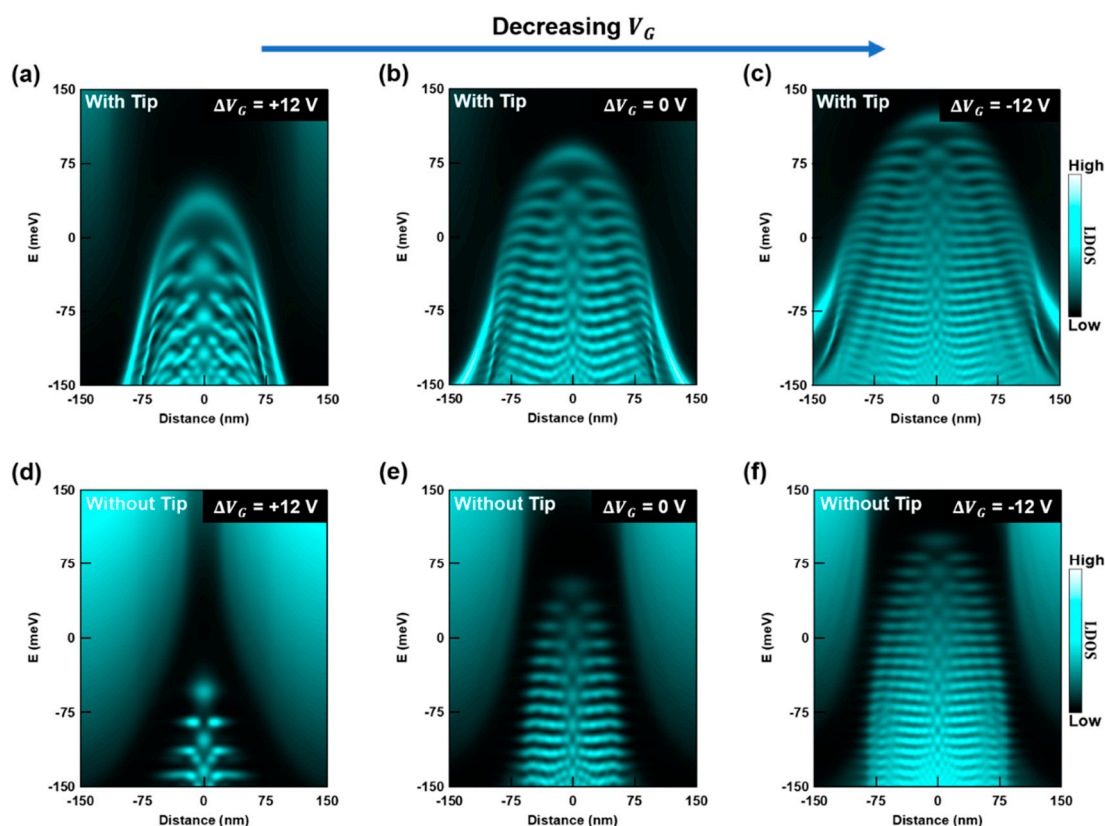 Decreasing V_G
(a)
(b)
(c)
With Tip
ΔV_G = +12 V
With Tip
ΔV_G = 0 V
With Tip
ΔV_G = -12 V
150
75
0
-75
-150
E (meV)
-150
-75
0
75
150
Distance (nm)
150
75
0
-75
-150
E (meV)
-150
-75
0
75
150
Distance (nm)
150
75
0
-75
-150
E (meV)
-150
-75
0
75
150
Distance (nm)
High
LDOS
Low
(d)
(e)
(f)
Without Tip
ΔV_G = +12 V
Without Tip
ΔV_G = 0 V
Without Tip
ΔV_G = -12 V
150
75
0
-75
-150
E (meV)
-150
-75
0
75
150
Distance (nm)
150
75
0
-75
-150
E (meV)
-150
-75
0
75
150
Distance (nm)
150
75
0
-75
-150
E (meV)
-150
-75
0
75
150
Distance (nm)
High
LDOS
Low